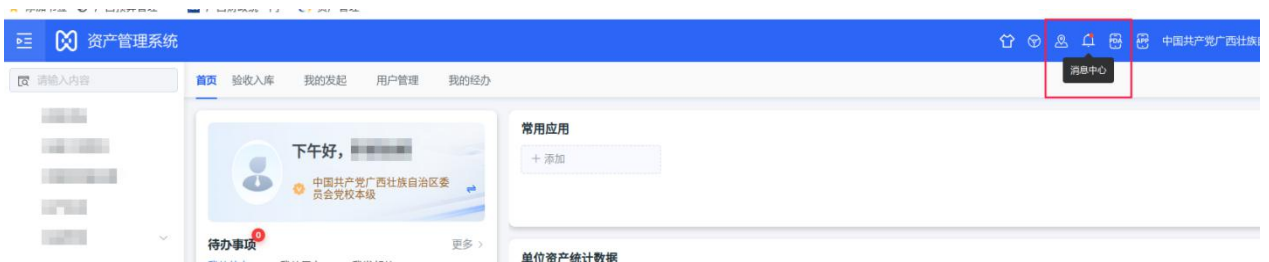 资产管理系统
PDA
APP
中国共产党广西壮族
消息中心
请输入内容
首页 验收入库 我的发起 用户管理 我的经办
下午好，
中国共产党广西壮族自治区委
员会党校本级
常用应用
+ 添加
待办事项
0
更多 >
单位资产统计数据